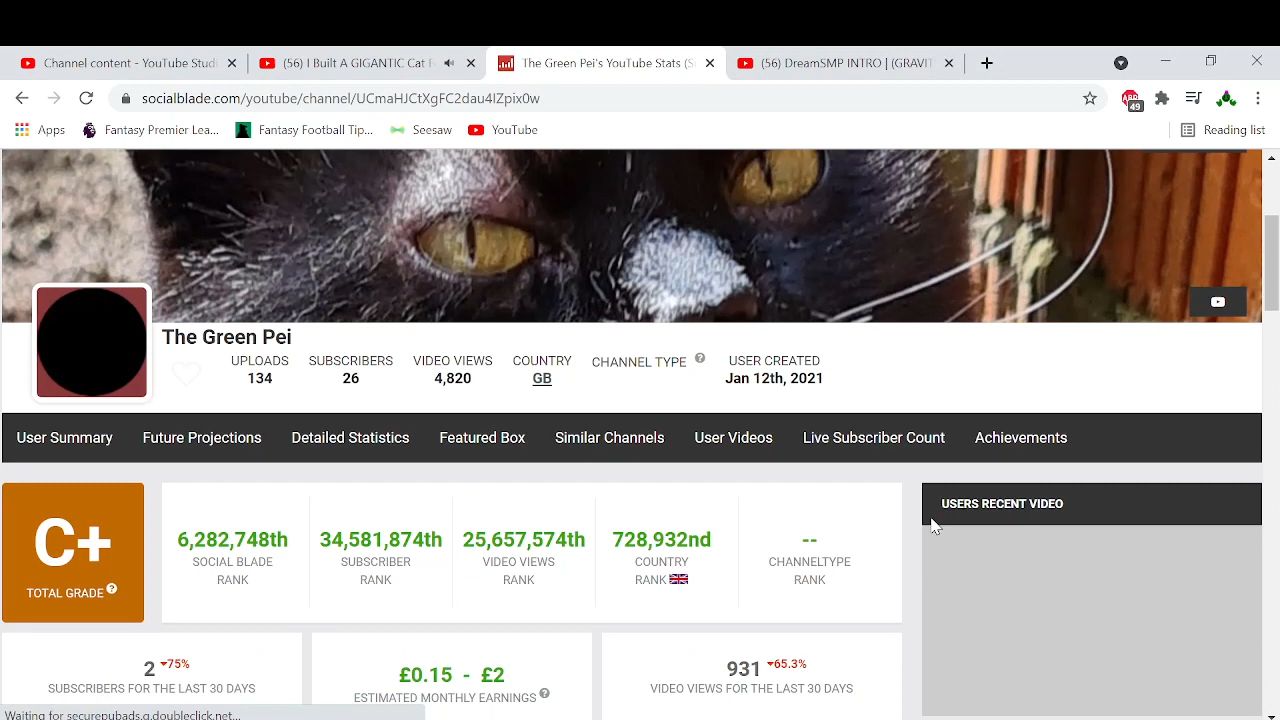 Channel content - YouTube Studi
(56) I Built A GIGANTIC Cat F
The Green Pei's YouTube Stats (S
(56) DreamSMP INTRO | (GRAVIT
socialblade.com/youtube/channel/UCmaHJCtYgFC2dau4IZpix0w
49
Apps
Fantasy Premier Lea...
Fantasy Football Tip...
Seesaw
YouTube
Reading list
The Green Pei
UPLOADS SUBSCRIBERS VIDEO VIEWS COUNTRY CHANNEL TYPE ? USER CREATED
134 26 4,820 GB Jan 12th, 2021
User Summary Future Projections Detailed Statistics Featured Box Similar Channels User Videos Live Subscriber Count Achievements
C+
TOTAL GRADE ?
6,282,748th
SOCIAL BLADE
RANK
34,581,874th
SUBSCRIBER
RANK
25,657,574th
VIDEO VIEWS
RANK
728,932nd
COUNTRY
RANK
--
CHANNELTYPE
RANK
USERS RECENT VIDEO
2 75%
SUBSCRIBERS FOR THE LAST 30 DAYS
£0.15 - £2
ESTIMATED MONTHLY EARNINGS ?
931 65.3%
VIDEO VIEWS FOR THE LAST 30 DAYS
Waiting for securepubads.g.doubleclick.net...